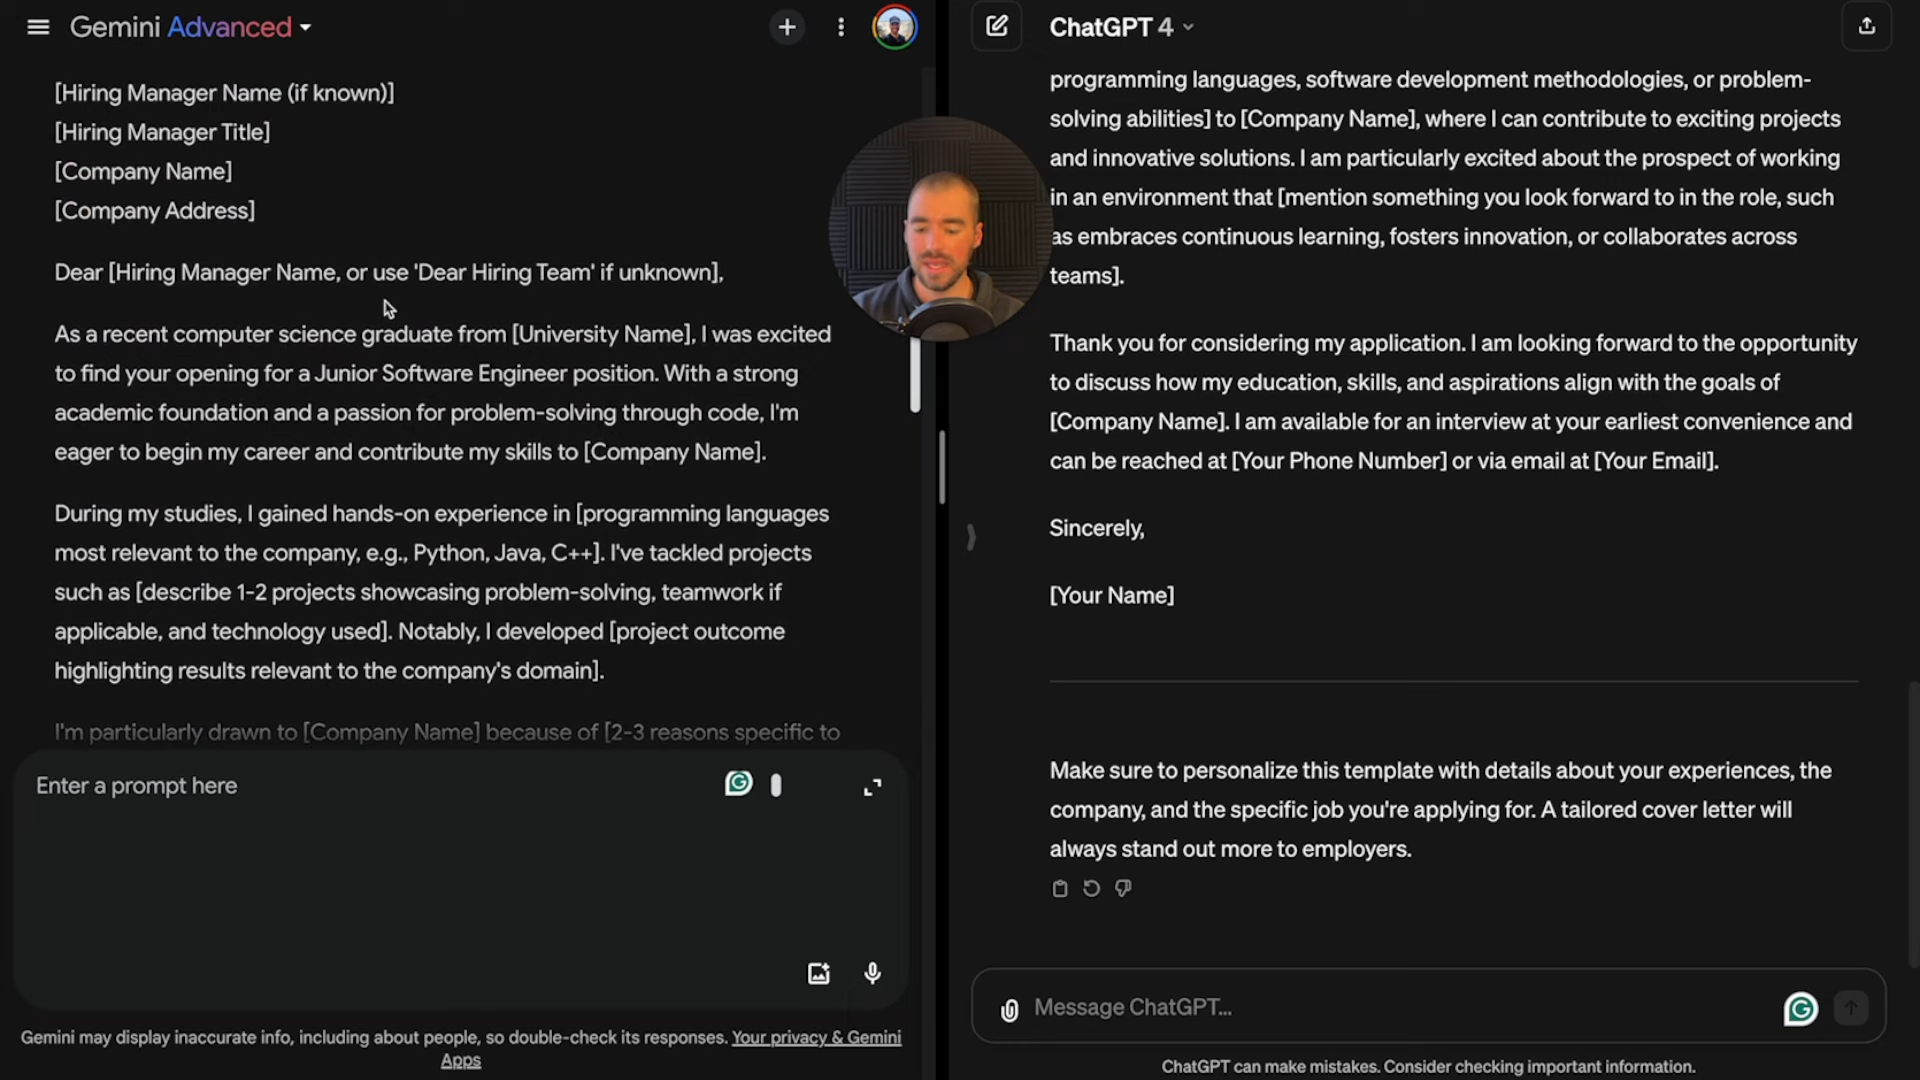 Gemini Advanced
[Hiring Manager Name (if known)]
[Hiring Manager Title]
[Company Name]
[Company Address]
Dear [Hiring Manager Name, or use 'Dear Hiring Team' if unknown],
As a recent computer science graduate from [University Name], I was excited
to find your opening for a Junior Software Engineer position. With a strong
academic foundation and a passion for problem-solving through code, I'm
eager to begin my career and contribute my skills to [Company Name].
During my studies, I gained hands-on experience in [programming languages
most relevant to the company, e.g., Python, Java, C++]. I've tackled projects
such as [describe 1-2 projects showcasing problem-solving, teamwork if
applicable, and technology used]. Notably, I developed [project outcome
highlighting results relevant to the company's domain].
I'm particularly drawn to [Company Name] because of [2-3 reasons specific to
Enter a prompt here
Gemini may display inaccurate info, including about people, so double-check its responses. Your privacy & Gemini
Apps
ChatGPT 4
programming languages, software development methodologies, or problem-
solving abilities] to [Company Name], where I can contribute to exciting projects
and innovative solutions. I am particularly excited about the prospect of working
in an environment that [mention something you look forward to in the role, such
as embraces continuous learning, fosters innovation, or collaborates across
teams].
Thank you for considering my application. I am looking forward to the opportunity
to discuss how my education, skills, and aspirations align with the goals of
[Company Name]. I am available for an interview at your earliest convenience and
can be reached at [Your Phone Number] or via email at [Your Email].
Sincerely,
[Your Name]
Make sure to personalize this template with details about your experiences, the
company, and the specific job you're applying for. A tailored cover letter will
always stand out more to employers.
Message ChatGPT...
ChatGPT can make mistakes. Consider checking important information.